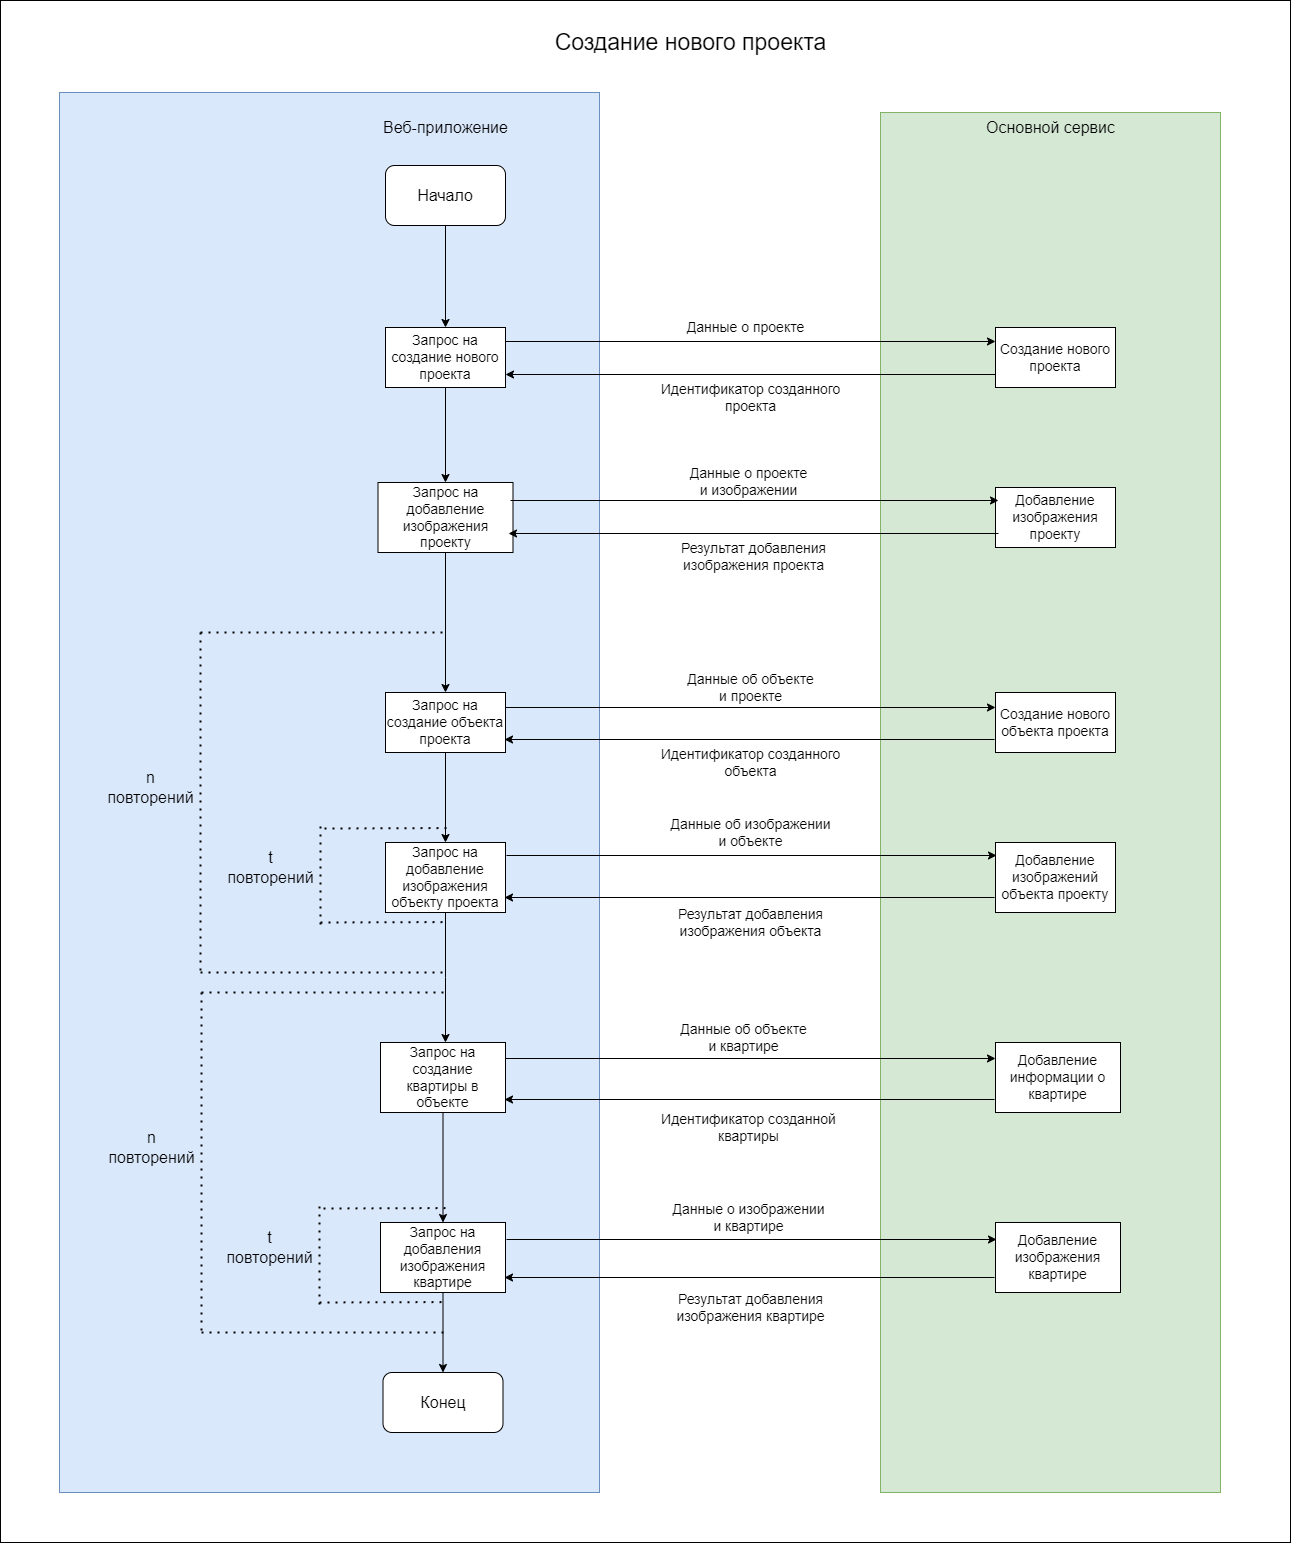 Создание нового проекта
Веб-приложение
Основной сервис
Начало
Запрос на
создание нового
проекта
Данные о проекте
Идентификатор созданного
проекта
Создание нового
проекта
Запрос на
добавление
изображения
проекту
Данные о проекте
и изображении
Результат добавления
изображения проекта
Добавление
изображения
проекту
n
повторений
Запрос на
создание объекта
проекта
Данные об объекте
и проекте
Идентификатор созданного
объекта
Создание нового
объекта проекта
t
повторений
Запрос на
добавление
изображения
объекту проекта
Данные об изображении
и объекте
Результат добавления
изображения объекта
Добавление
изображений
объекта проекту
n
повторений
Запрос на
создание
квартиры в
объекте
Данные об объекте
и квартире
Идентификатор созданной
квартиры
Добавление
информации о
квартире
t
повторений
Запрос на
добавления
изображения
квартире
Данные о изображении
и квартире
Результат добавления
изображения квартире
Добавление
изображения
квартире
Конец